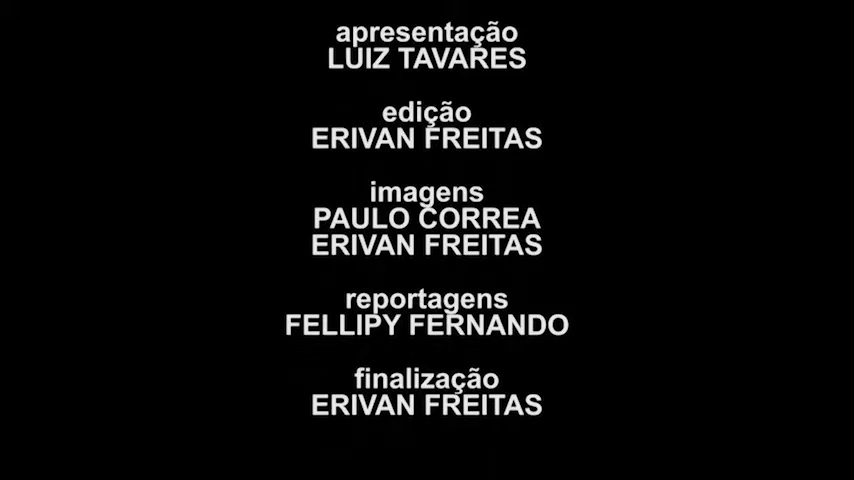 apresentação
LUIZ TAVARES
edição
ERIVAN FREITAS
imagens
PAULO CORREA
ERIVAN FREITAS
reportagens
FELLIPY FERNANDO
finalização
ERIVAN FREITAS